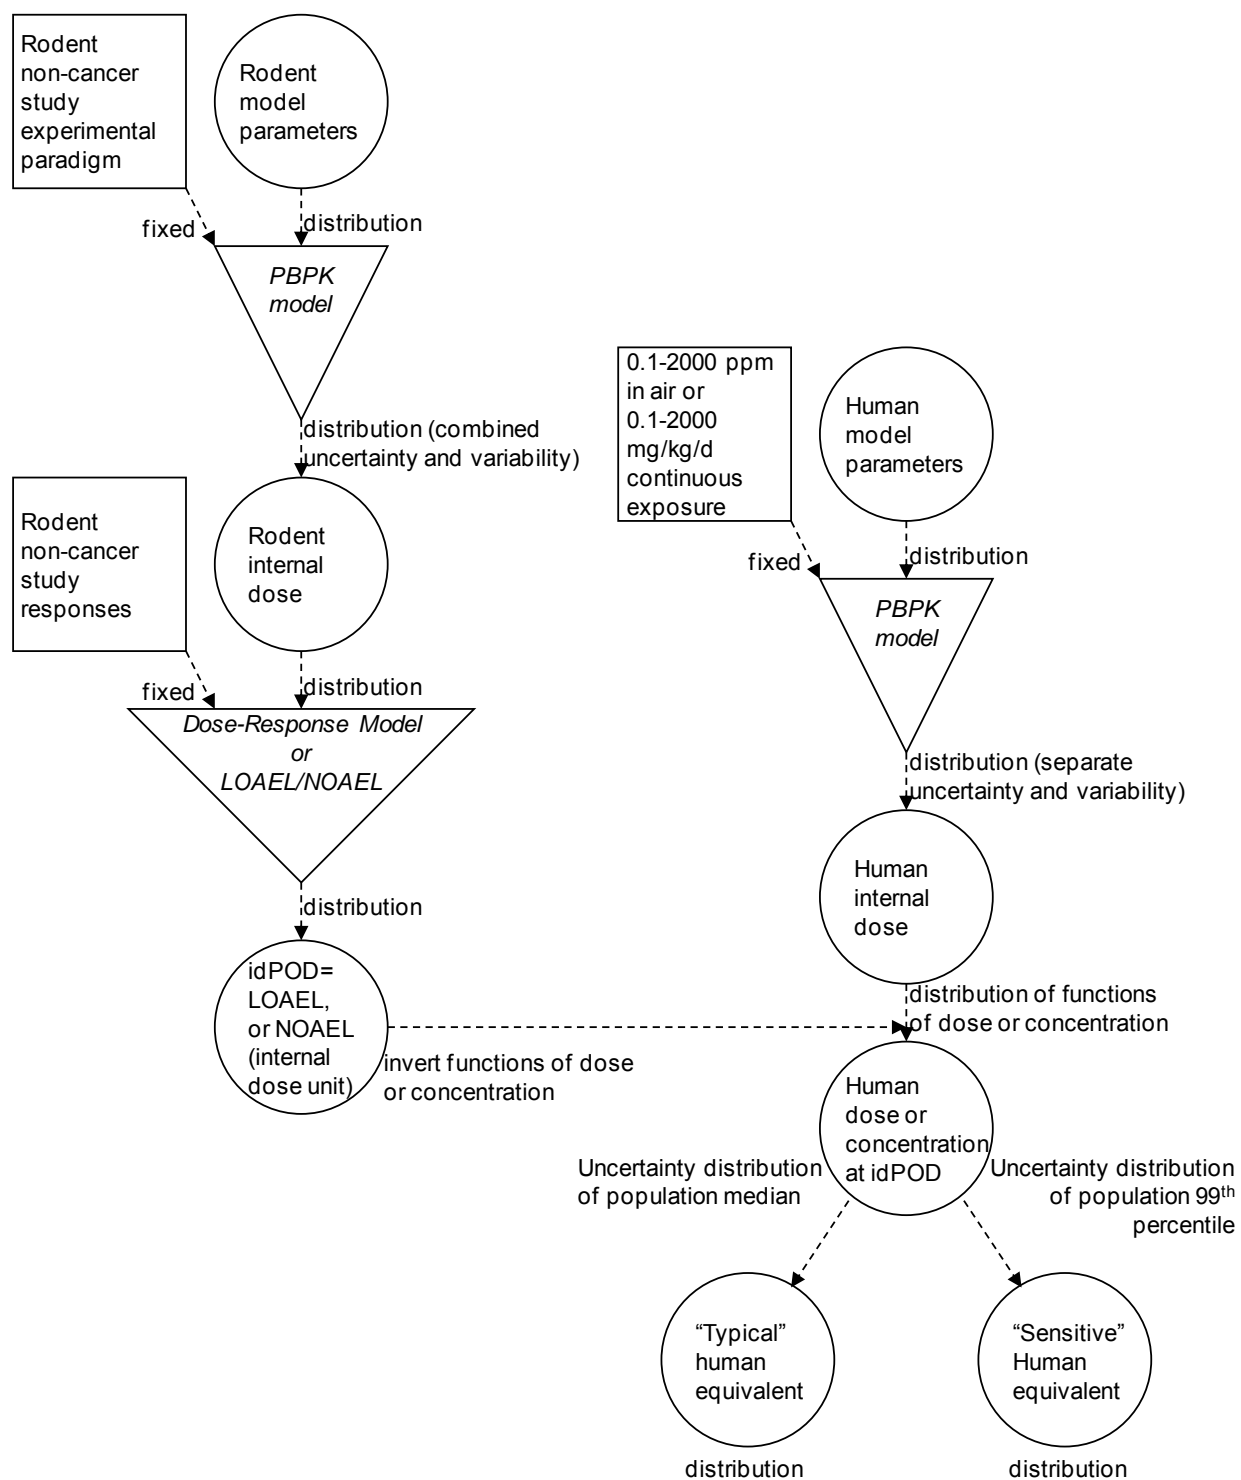 Rodent
non-cancer
study
experimental
paradigm
Rodent
model
parameters
fixed
distribution
PBPK
model
distribution (combined
uncertainty and variability)
Rodent
non-cancer
study
responses
Rodent
internal
dose
fixed
distribution
Dose-Response Model
or
LOAEL/NOAEL
distribution
idPOD=
LOAEL,
or NOAEL
(internal
dose unit)
invert functions of dose
or concentration
0.1-2000 ppm
in air or
0.1-2000
mg/kg/d
continuous
exposure
Human
model
parameters
fixed
distribution
PBPK
model
distribution (separate
uncertainty and variability)
Human
internal
dose
distribution of functions
of dose or concentration
Human
dose or
concentration
at idPOD
Uncertainty distribution
of population median
Uncertainty distribution
of population 99th
percentile
“Typical”
human
equivalent
“Sensitive”
Human
equivalent
distribution
distribution